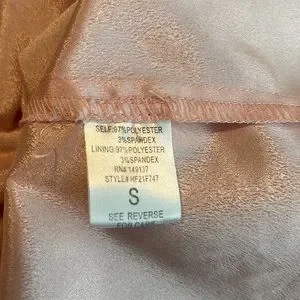 SELF:97%POLYESTER
3%SPANDEX
LINING:97%POLYESTER
3%SPANDEX
RN# 149137
STYLE# HF21F747
S
SEE REVERSE
FOR CARE